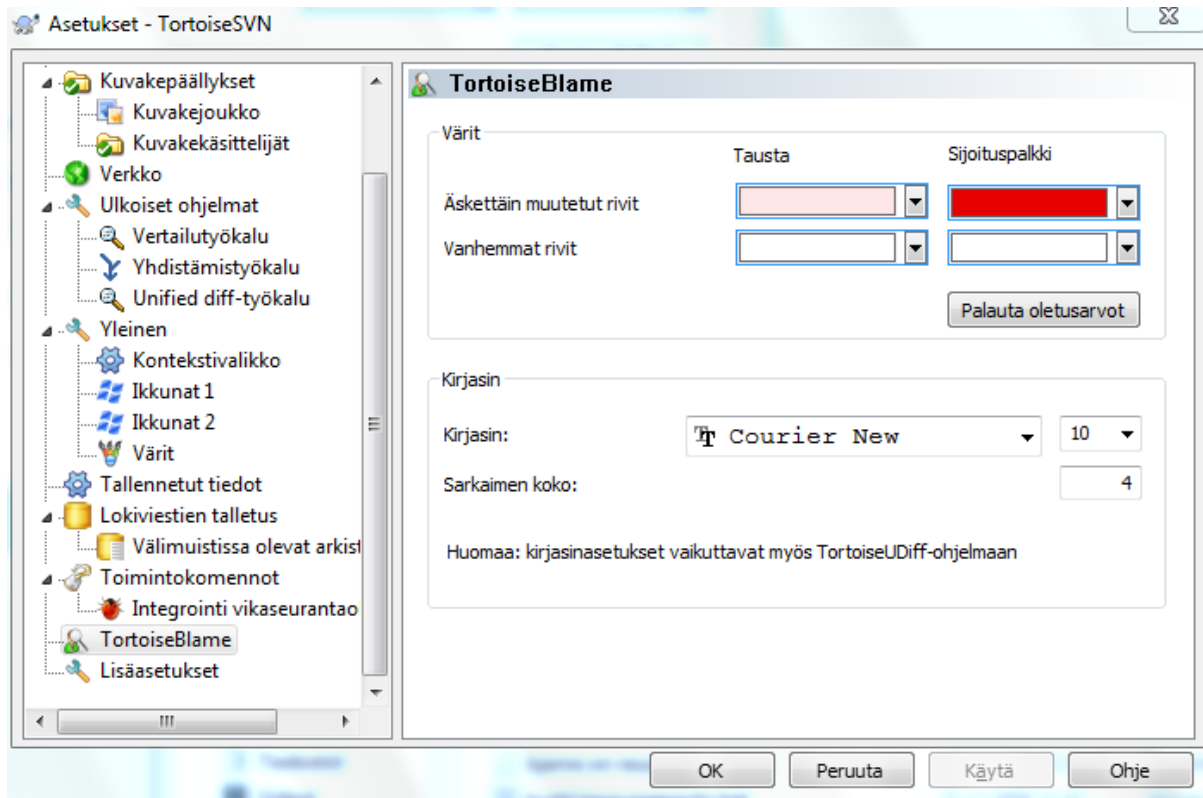 Asetukset - TortoiseSVN
Kuvakepäällykset
Kuvakejoukko
Kuvakekäsittelijät
Verkko
Ulkoiset ohjelmat
Vertailutyökalu
Yhdistämistyökalu
Unified diff-työkalu
Yleinen
Kontekstivalikko
Ikkunat 1
Ikkunat 2
Värit
Tallennetut tiedot
Lokiviestien talletus
Välimuistissa olevat arkist
Toimintokomennot
Integrointi vikaseurantao
TortoiseBlame
Lisäasetukset
TortoiseBlame
Värit
Tausta Sijoituspalkki
Äskettäin muutetut rivit
Vanhemmat rivit
Palauta oletusarvot
Kirjasin
Kirjasin: Courier New 10
Sarkaimen koko: 4
Huomaa: kirjasinasetukset vaikuttavat myös TortoiseUDiff-ohjelmaan
OK Peruuta Käytä Ohje